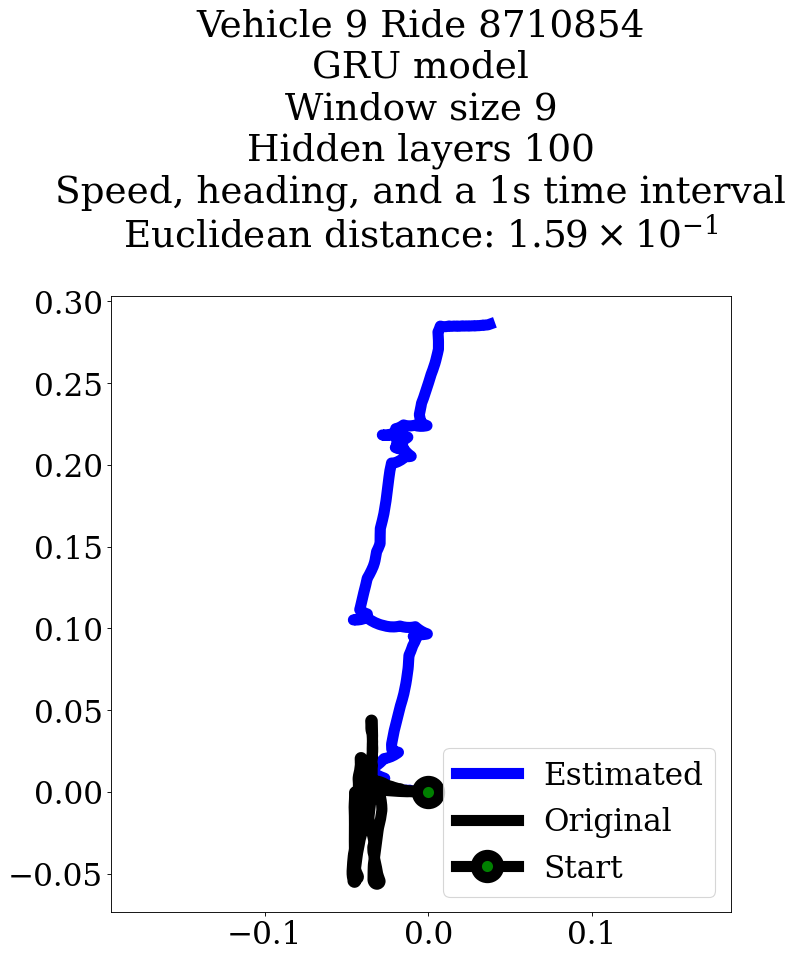 Vehicle 9 Ride 8710854
GRU model
Window size 9
Hidden layers 100
Speed, heading, and a 1s time interval
Euclidean distance: 1.59 × 10⁻¹
0.30
0.25
0.20
0.15
0.10
0.05
0.00
−0.05
Estimated
Original
Start
−0.1
0.0
0.1